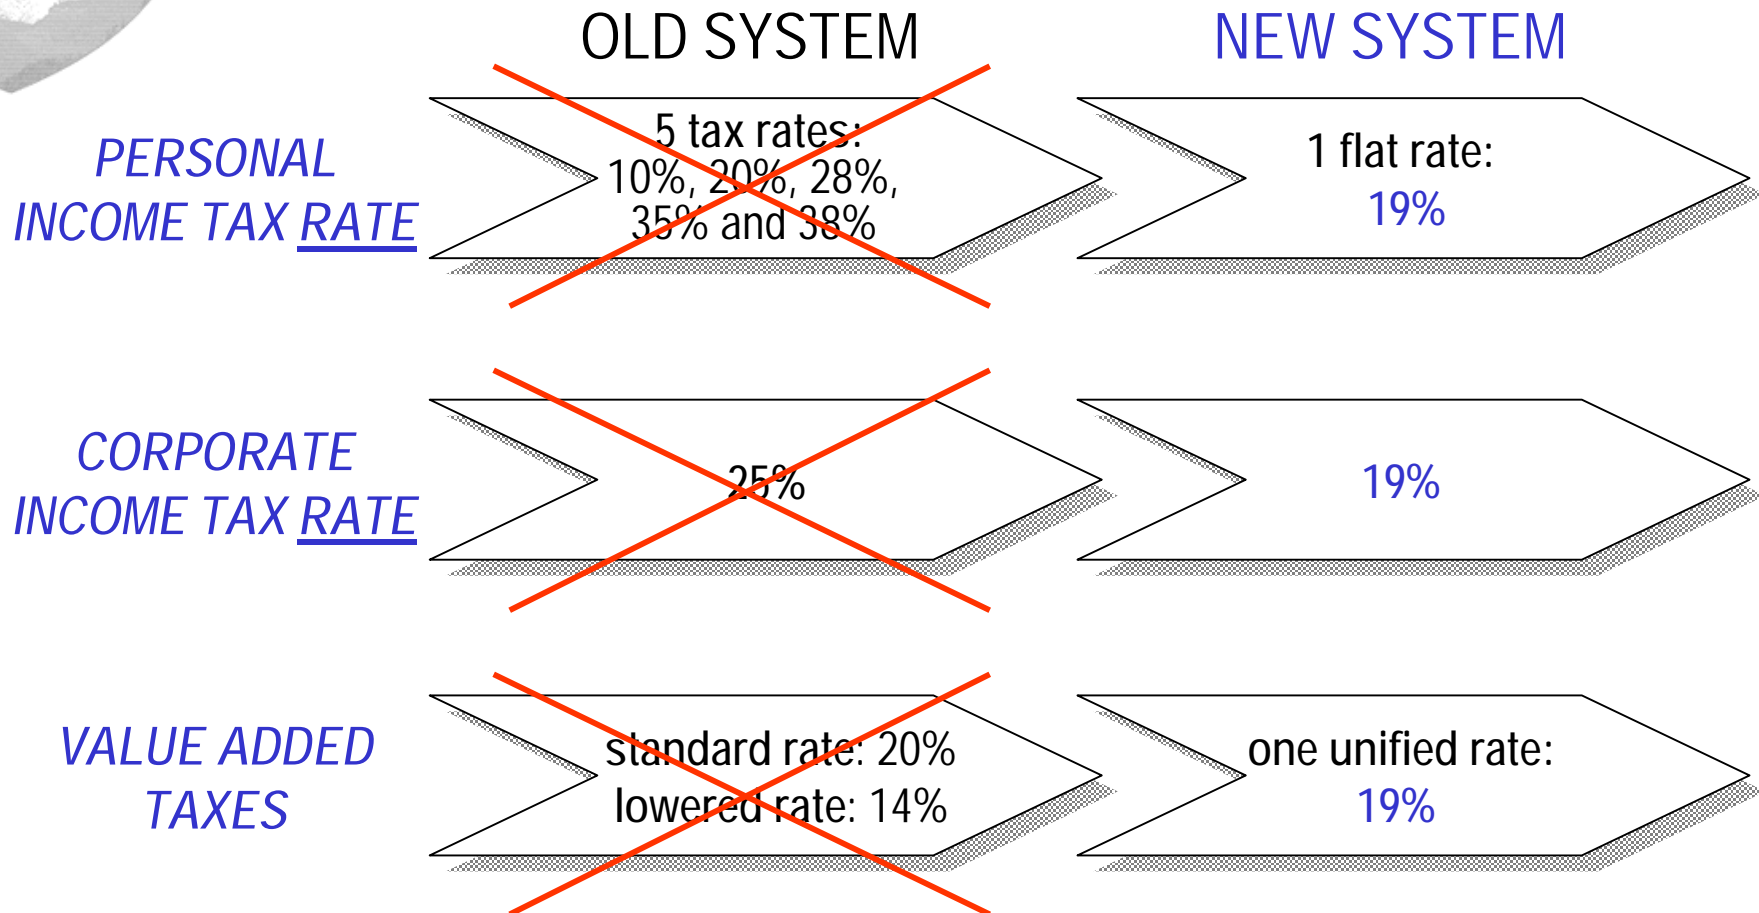 OLD SYSTEM
NEW SYSTEM
PERSONAL
INCOME TAX RATE
5 tax rates:
10%, 20%, 28%,
35% and 38%
1 flat rate:
19%
CORPORATE
INCOME TAX RATE
25%
19%
VALUE ADDED
TAXES
standard rate: 20%
lowered rate: 14%
one unified rate:
19%